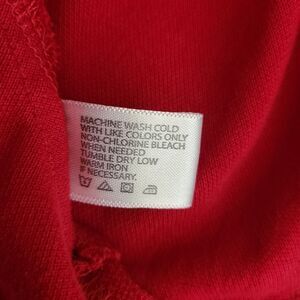 MACHINE WASH COLD
WITH LIKE COLORS ONLY
NON-CHLORINE BLEACH
WHEN NEEDED
TUMBLE DRY LOW
WARM IRON
IF NECESSARY.